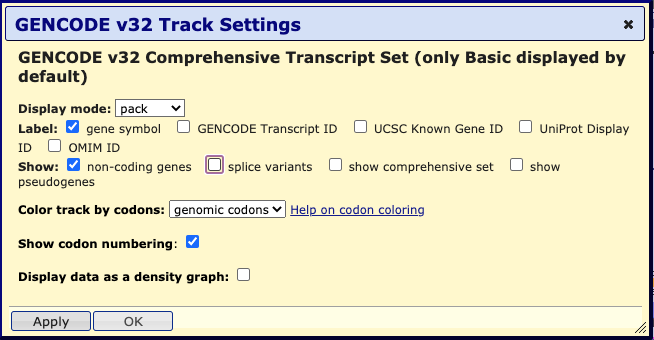 GENCODE v32 Track Settings
GENCODE v32 Comprehensive Transcript Set (only Basic displayed by
default)
Display mode: pack
Label: gene symbol GENCODE Transcript ID UCSC Known Gene ID UniProt Display
ID OMIM ID
Show: non-coding genes splice variants show comprehensive set show
pseudogenes
Color track by codons: genomic codons Help on codon coloring
Show codon numbering:
Display data as a density graph:
Apply OK